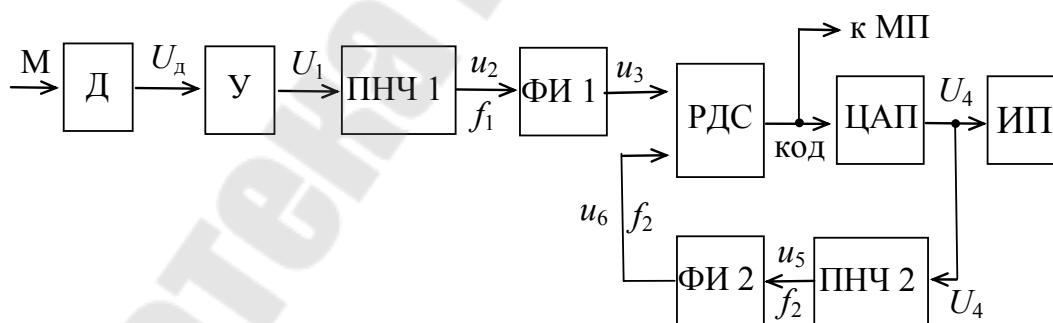 к МП
М
Д
U_д
У
U_1
ПНЧ 1
u_2
f_1
ФИ 1
u_3
РДС
код
ЦАП
U_4
ИП
u_6
f_2
ФИ 2
u_5
f_2
ПНЧ 2
U_4